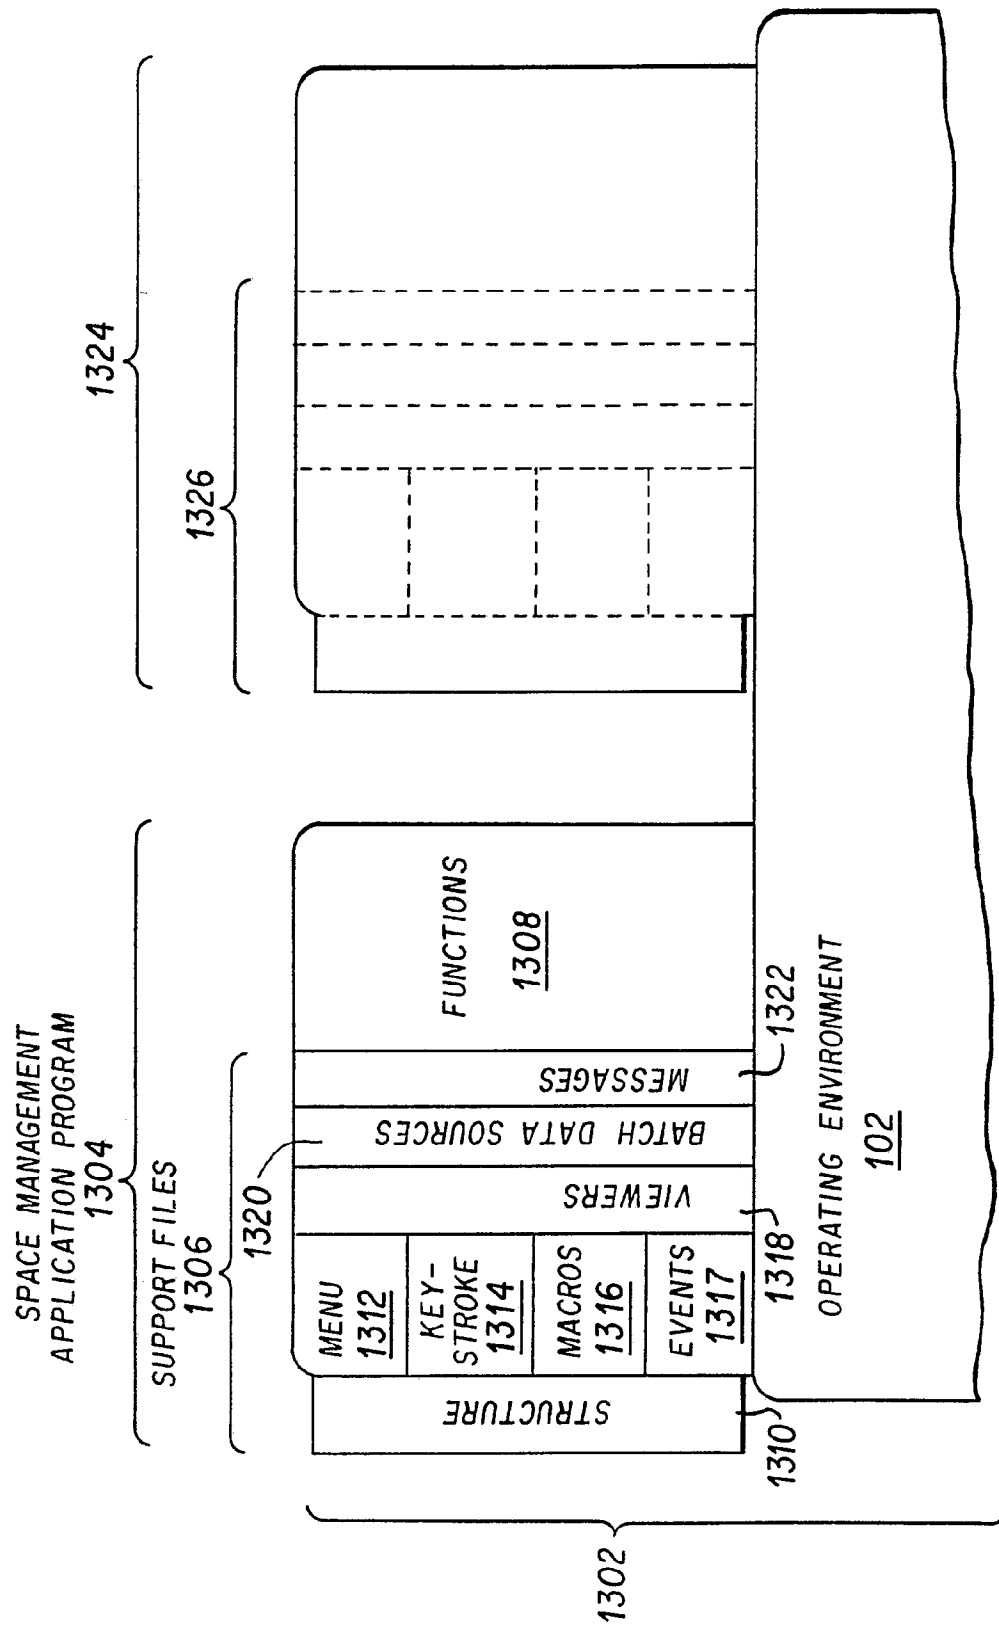 SPACE MANAGEMENT
APPLICATION PROGRAM
1304
1324
SUPPORT FILES
1306
1326
1320
MENU
1312
KEY-
STROKE
1314
MACROS
1316
EVENTS
1317
STRUCTURE
VIEWERS
BATCH DATA SOURCES
MESSAGES
FUNCTIONS
1308
1302
1310
1318
1322
OPERATING ENVIRONMENT
102